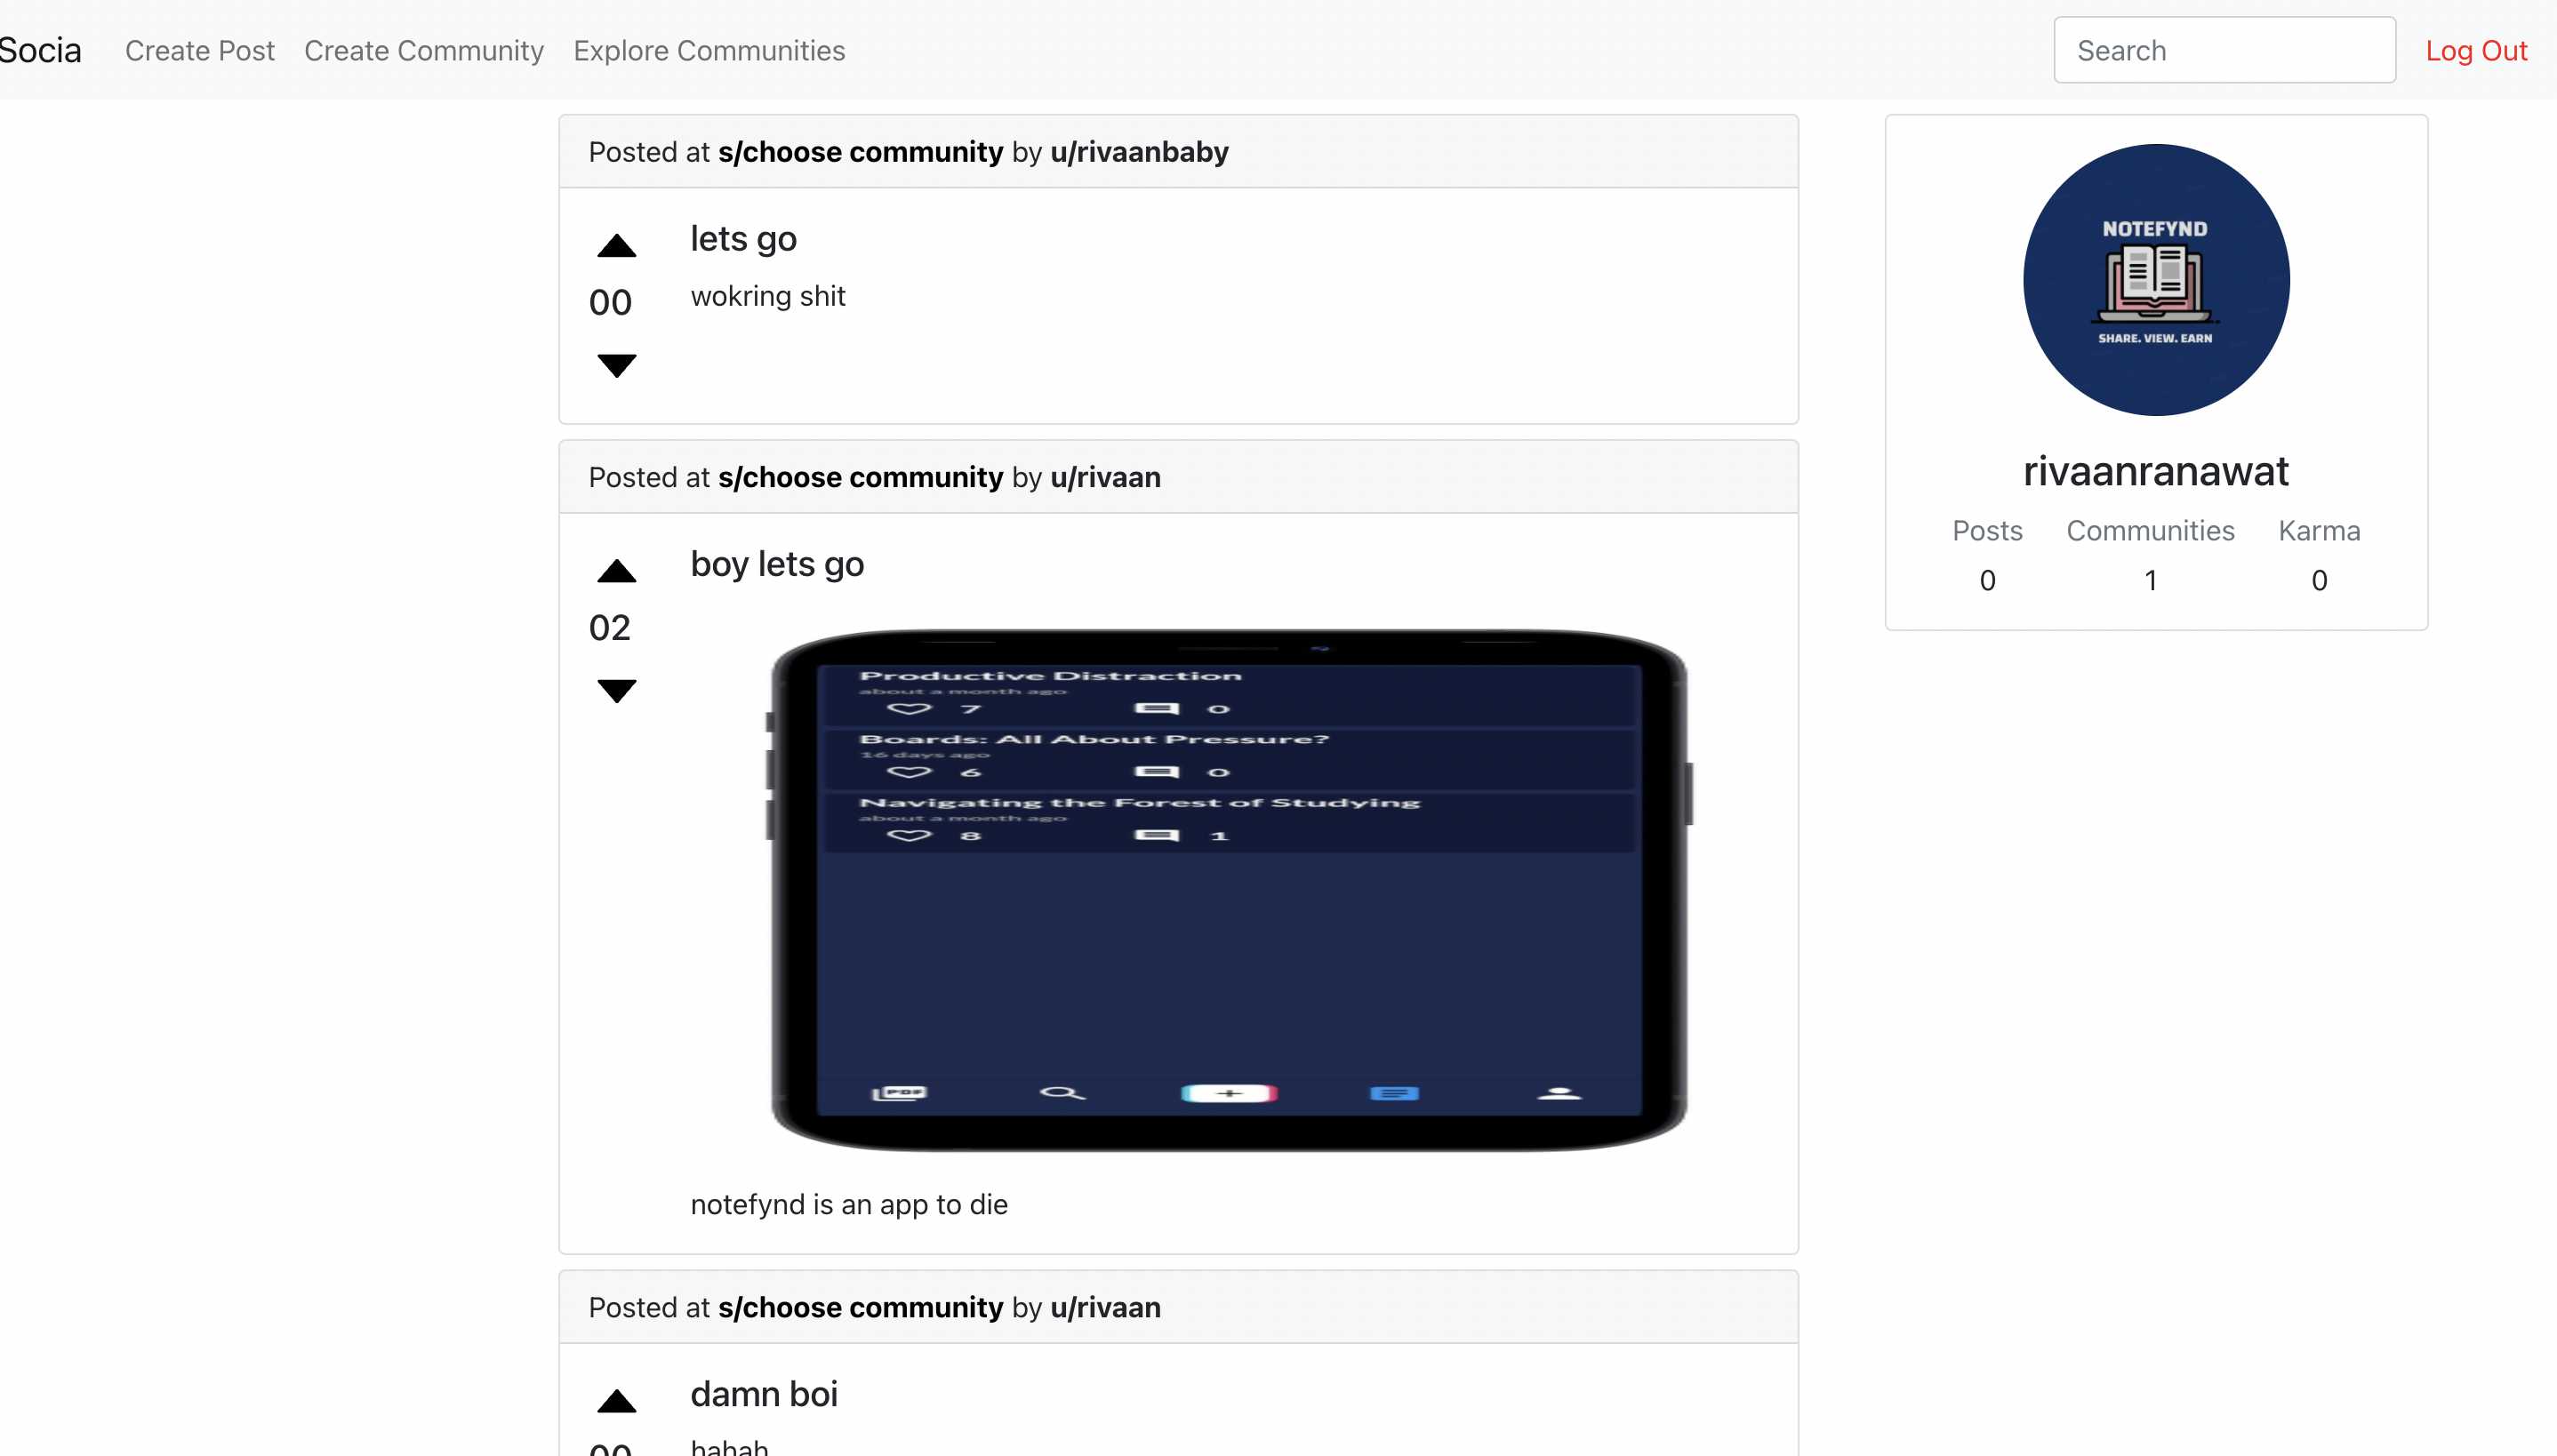 Socia Create Post Create Community Explore Communities Search Log Out
Posted at s/choose community by u/rivaanbaby
lets go
00
wokring shit
Posted at s/choose community by u/rivaan
boy lets go
02
Productive Distraction
about a month ago
7 0
Boards: All About Pressure?
16 days ago
6 0
Navigating the Forest of Studying
about a month ago
8 1
PDF
notefynd is an app to die
Posted at s/choose community by u/rivaan
damn boi
00
hahah
NOTEFYND
SHARE. VIEW. EARN
rivaanranawat
Posts Communities Karma
0 1 0